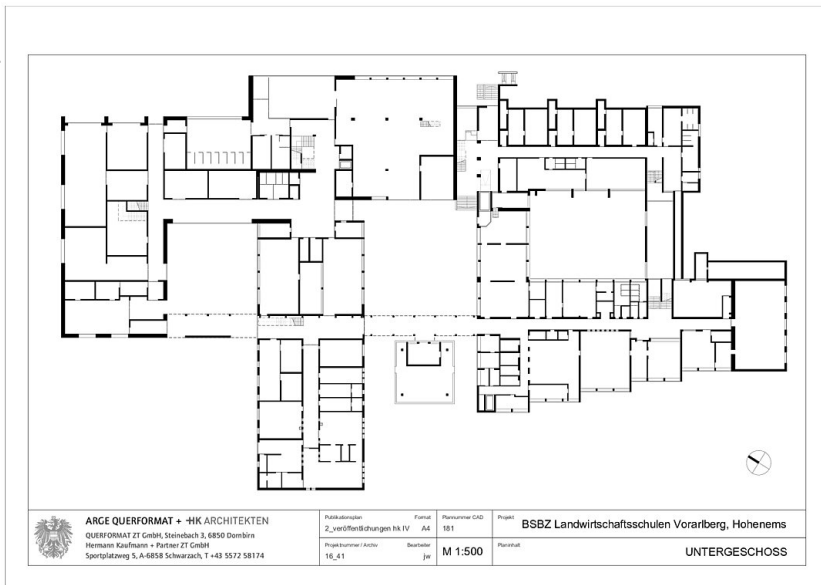 ARGE QUERFORMAT + HK ARCHITEKTEN
QUERFORMAT ZT GmbH, Steinebach 3, 6850 Dornbirn
Hermann Kaufmann + Partner ZT GmbH
Sportplatzweg 5, A-6858 Schwarzach, T +43 5572 58174
Publikationsplan Format
2_veröffentlichungen hk IV A4
Projektnummer / Archiv Bearbeiter
16_41 jw
Plannummer CAD
181
M 1:500
Projekt
BSBZ Landwirtschaftsschulen Vorarlberg, Hohenems
Planinhalt
UNTERGESCHOSS